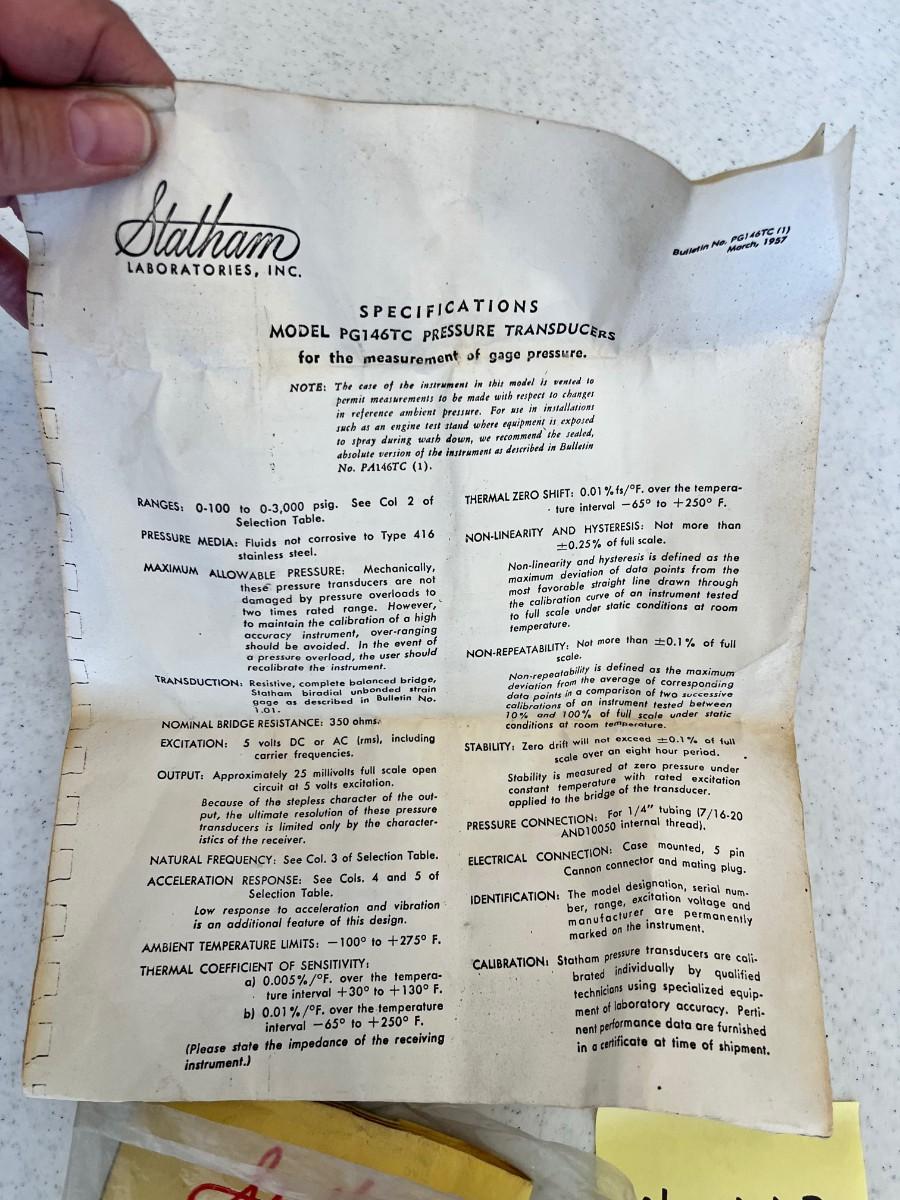 Statham
LABORATORIES, INC.
Bulletin No. PG146TC (1)
March, 1957
SPECIFICATIONS
MODEL PG146TC PRESSURE TRANSDUCERS
for the measurement of gage pressure.
NOTE: The case of the instrument in this model is vented to
permit measurements to be made with respect to changes
in reference ambient pressure. For use in installations
such as an engine test stand where equipment is exposed
to spray during wash down, we recommend the sealed,
absolute version of the instrument as described in Bulletin
No. PA146TC (1).
RANGES: 0-100 to 0-3,000 psig. See Col 2 of
Selection Table.
PRESSURE MEDIA: Fluids not corrosive to Type 416
stainless steel.
MAXIMUM ALLOWABLE PRESSURE: Mechanically,
these pressure transducers are not
damaged by pressure overloads to
two times rated range. However,
to maintain the calibration of a high
accuracy instrument, over-ranging
should be avoided. In the event of
a pressure overload, the user should
recalibrate the instrument.
TRANSDUCTION: Resistive, complete balanced bridge,
Statham biradial unbonded strain
gage as described in Bulletin No.
1.01.
NOMINAL BRIDGE RESISTANCE: 350 ohms.
EXCITATION: 5 volts DC or AC (rms), including
carrier frequencies.
OUTPUT: Approximately 25 millivolts full scale open
circuit at 5 volts excitation.
Because of the stepless character of the out-
put, the ultimate resolution of these pressure
transducers is limited only by the character-
istics of the receiver.
NATURAL FREQUENCY: See Col. 3 of Selection Table.
ACCELERATION RESPONSE: See Cols. 4 and 5 of
Selection Table.
Low response to acceleration and vibration
is an additional feature of this design.
AMBIENT TEMPERATURE LIMITS: −100° to +275° F.
THERMAL COEFFICIENT OF SENSITIVITY:
a) 0.005%/°F. over the tempera-
ture interval +30° to +130° F.
b) 0.01%/°F. over the temperature
interval −65° to +250° F.
(Please state the impedance of the receiving
instrument.)
THERMAL ZERO SHIFT: 0.01%fs/°F. over the tempera-
ture interval −65° to +250° F.
NON-LINEARITY AND HYSTERESIS: Not more than
±0.25% of full scale.
Non-linearity and hysteresis is defined as the
maximum deviation of data points from the
most favorable straight line drawn through
the calibration curve of an instrument tested
to full scale under static conditions at room
temperature.
NON-REPEATABILITY: Not more than ±0.1% of full
scale.
Non-repeatability is defined as the maximum
deviation from the average of corresponding
data points in a comparison of two successive
calibrations of an instrument tested between
10% and 100% of full scale under static
conditions at room temperature.
STABILITY: Zero drift will not exceed ±0.1% of full
scale over an eight hour period.
Stability is measured at zero pressure under
constant temperature with rated excitation
applied to the bridge of the transducer.
PRESSURE CONNECTION: For 1/4" tubing (7/16-20
AND10050 internal thread).
ELECTRICAL CONNECTION: Case mounted, 5 pin
Cannon connector and mating plug.
IDENTIFICATION: The model designation, serial num-
ber, range, excitation voltage and
manufacturer are permanently
marked on the instrument.
CALIBRATION: Statham pressure transducers are cali-
brated individually by qualified
technicians using specialized equip-
ment of laboratory accuracy. Perti-
nent performance data are furnished
in a certificate at time of shipment.